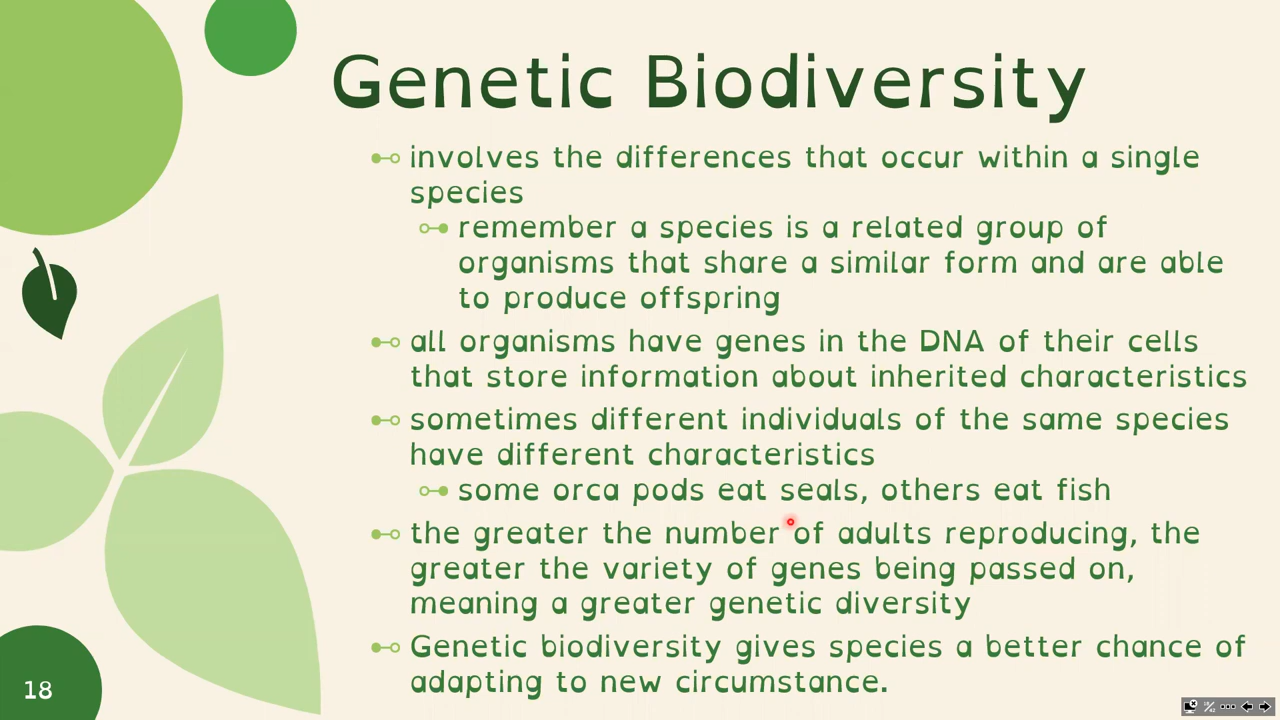 Genetic Biodiversity
involves the differences that occur within a single
species
remember a species is a related group of
organisms that share a similar form and are able
to produce offspring
all organisms have genes in the DNA of their cells
that store information about inherited characteristics
sometimes different individuals of the same species
have different characteristics
some orca pods eat seals, others eat fish
the greater the number of adults reproducing, the
greater the variety of genes being passed on,
meaning a greater genetic diversity
Genetic biodiversity gives species a better chance of
adapting to new circumstance.
18